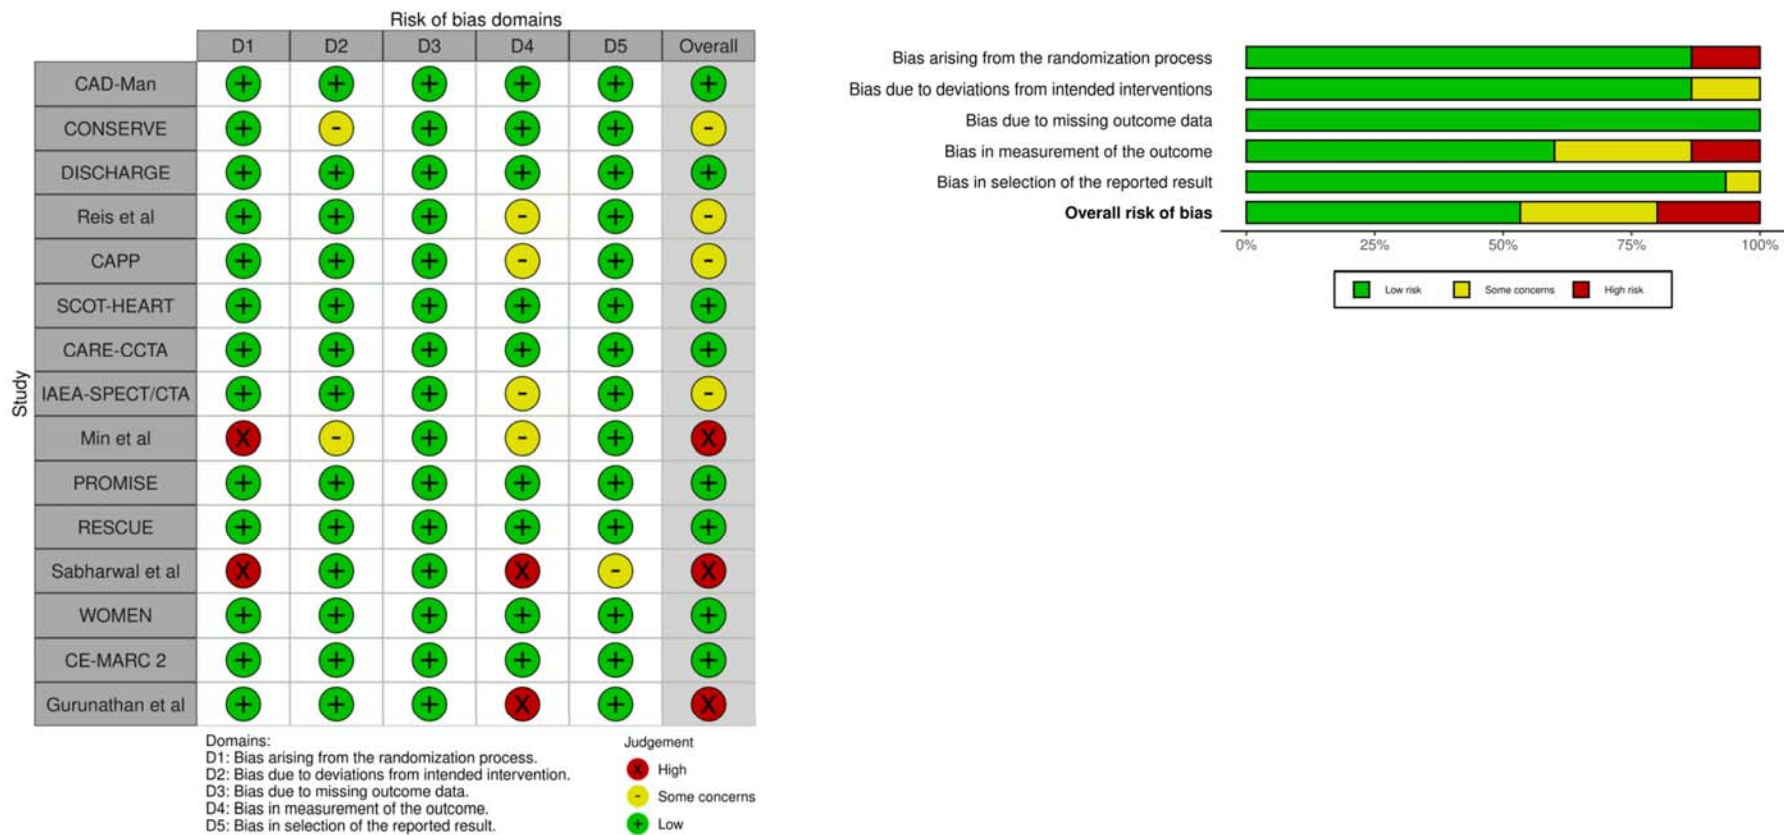 Risk of bias domains
D1 D2 D3 D4 D5 Overall
Study
CAD-Man + + + + + +
CONSERVE + - + + + -
DISCHARGE + + + + + +
Reis et al + + + - + -
CAPP + + + - + -
SCOT-HEART + + + + + +
CARE-CCTA + + + + + +
IAEA-SPECT/CTA + + + - + -
Min et al X - + - + X
PROMISE + + + + + +
RESCUE + + + + + +
Sabharwal et al X + + X - X
WOMEN + + + + + +
CE-MARC 2 + + + + + +
Gurunathan et al + + + X + X
Domains:
D1: Bias arising from the randomization process.
D2: Bias due to deviations from intended intervention.
D3: Bias due to missing outcome data.
D4: Bias in measurement of the outcome.
D5: Bias in selection of the reported result.
Judgement
X High
- Some concerns
+ Low
Bias arising from the randomization process
Bias due to deviations from intended interventions
Bias due to missing outcome data
Bias in measurement of the outcome
Bias in selection of the reported result
Overall risk of bias
0% 25% 50% 75% 100%
Low risk Some concerns High risk